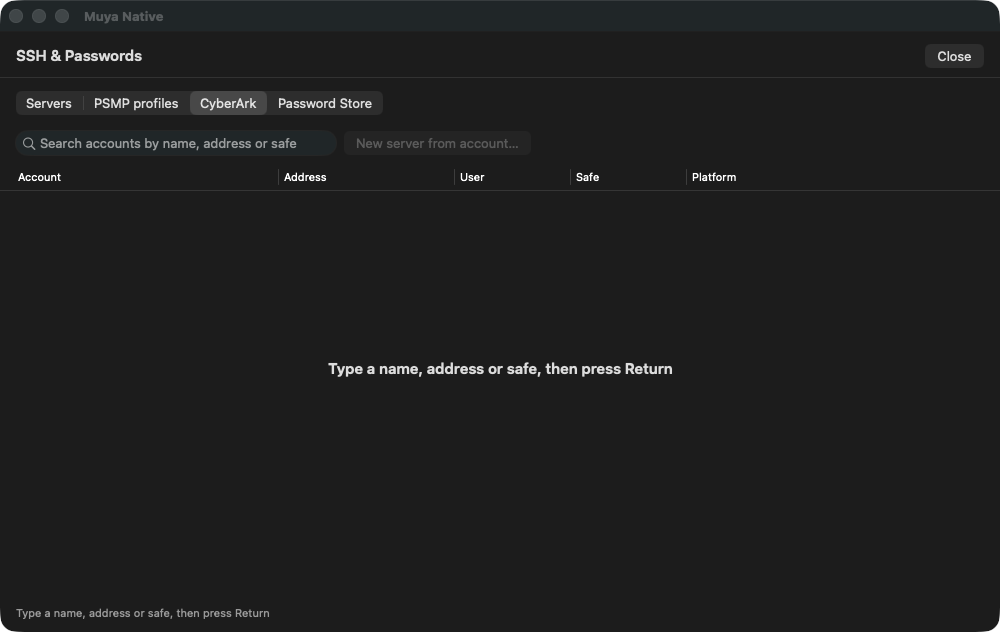 Muya Native
SSH & Passwords
Close
Servers
PSMP profiles
CyberArk
Password Store
Search accounts by name, address or safe
New server from account...
Account
Address
User
Safe
Platform
Type a name, address or safe, then press Return
Type a name, address or safe, then press Return